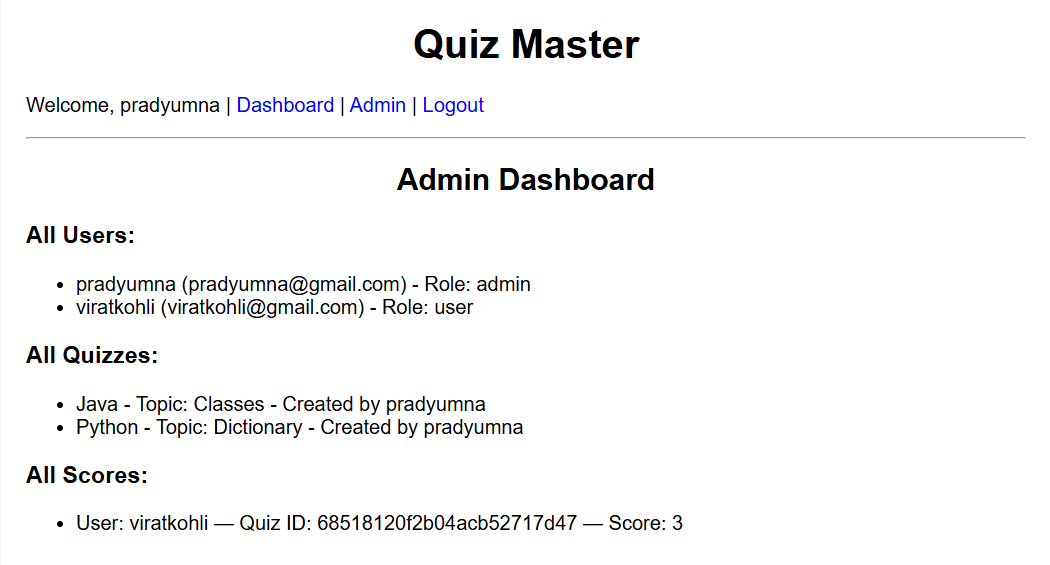 Quiz Master
Welcome, pradyumna | Dashboard | Admin | Logout
Admin Dashboard
All Users:
• pradyumna (pradyumna@gmail.com) - Role: admin
• viratkohli (viratkohli@gmail.com) - Role: user
All Quizzes:
• Java - Topic: Classes - Created by pradyumna
• Python - Topic: Dictionary - Created by pradyumna
All Scores:
• User: viratkohli — Quiz ID: 68518120f2b04acb52717d47 — Score: 3